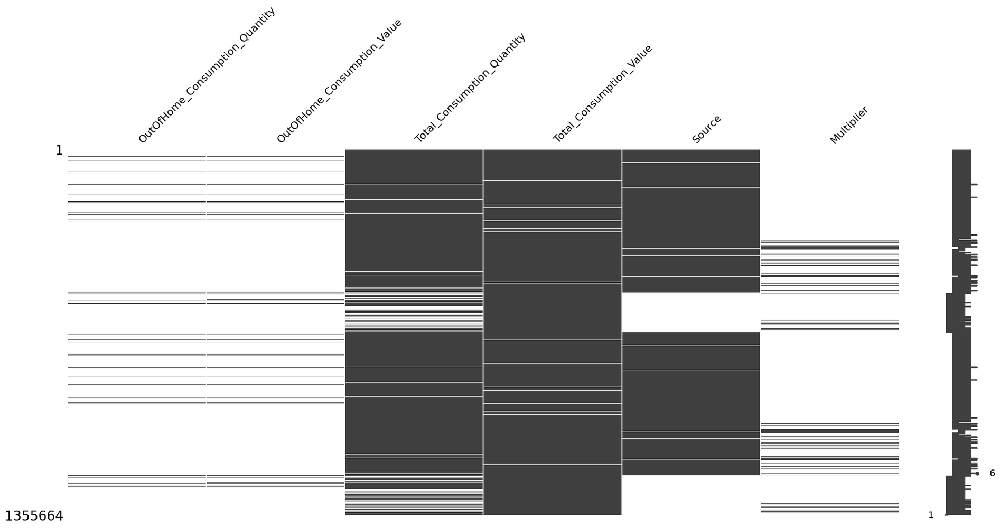 OutOfHome_Consumption_Quantity
OutOfHome_Consumption_Value
Total_Consumption_Quantity
Total_Consumption_Value
Source
Multiplier
1
6
1355664
1